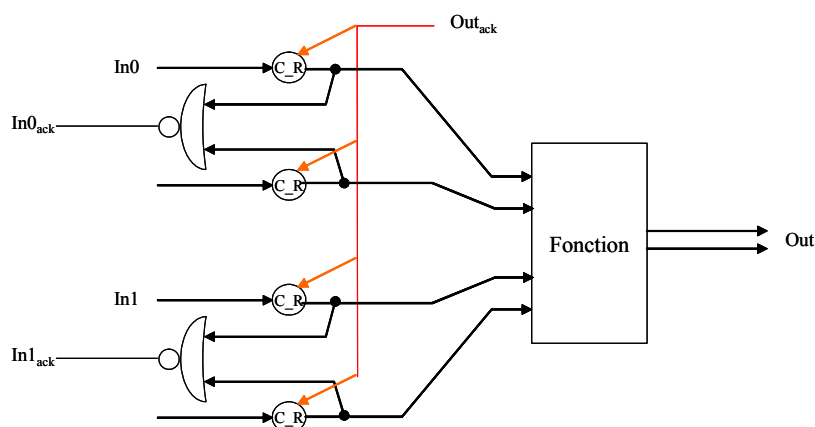 Out_ack
In0
C_R
In0_ack
C_R
Fonction
Out
In1
C_R
In1_ack
C_R